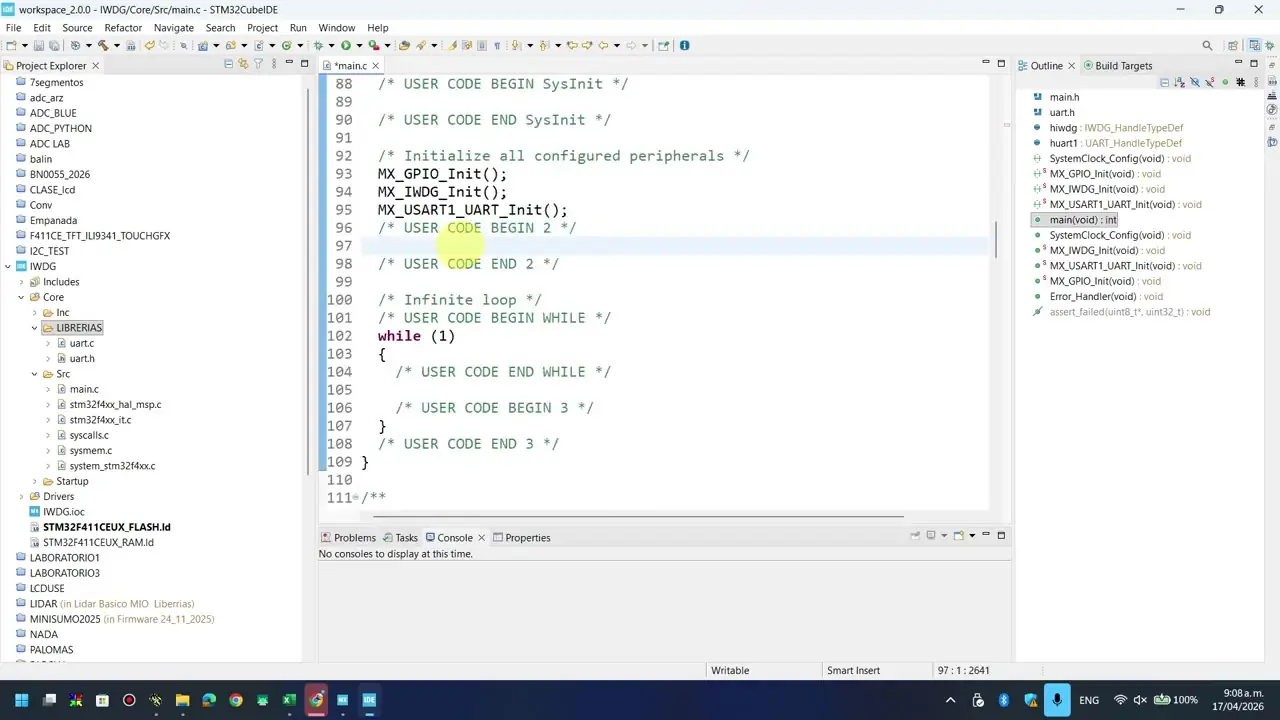 workspace_2.0.0 - IWDG/Core/Src/main.c - STM32CubeIDE
File Edit Source Refactor Navigate Search Project Run Window Help
Project Explorer
7segmentos
adc_arz
ADC_BLUE
ADC_PYTHON
ADC LAB
balin
BN0055_2026
CLASE_lcd
Conv
Empanada
F411CE_TFT_ILI9341_TOUCHGFX
I2C_TEST
IWDG
Includes
Core
Inc
LIBRERIAS
uart.c
uart.h
Src
main.c
stm32f4xx_hal_msp.c
stm32f4xx_it.c
syscalls.c
sysmem.c
system_stm32f4xx.c
Startup
Drivers
IWDG.ioc
STM32F411CEUX_FLASH.ld
STM32F411CEUX_RAM.ld
LABORATORIO1
LABORATORIO3
LCDUSE
LIDAR (in Lidar Basico MIO Liberrias)
MINISUMO2025 (in Firmware 24_11_2025)
NADA
PALOMAS
*main.c
88 /* USER CODE BEGIN SysInit */
89
90 /* USER CODE END SysInit */
91
92 /* Initialize all configured peripherals */
93 MX_GPIO_Init();
94 MX_IWDG_Init();
95 MX_USART1_UART_Init();
96 /* USER CODE BEGIN 2 */
97
98 /* USER CODE END 2 */
99
100 /* Infinite loop */
101 /* USER CODE BEGIN WHILE */
102 while (1)
103 {
104 /* USER CODE END WHILE */
105
106 /* USER CODE BEGIN 3 */
107 }
108 /* USER CODE END 3 */
109 }
110
111 /**
Problems Tasks Console Properties
No consoles to display at this time.
Outline Build Targets
main.h
uart.h
hiwdg : IWDG_HandleTypeDef
huart1 : UART_HandleTypeDef
SystemClock_Config(void) : void
MX_GPIO_Init(void) : void
MX_IWDG_Init(void) : void
MX_USART1_UART_Init(void) : void
main(void) : int
SystemClock_Config(void) : void
MX_IWDG_Init(void) : void
MX_USART1_UART_Init(void) : void
MX_GPIO_Init(void) : void
Error_Handler(void) : void
assert_failed(uint8_t*, uint32_t) : void
Writable Smart Insert 97 : 1 : 2641
IDE
ENG
100%
9:08 a.m.
17/04/2026